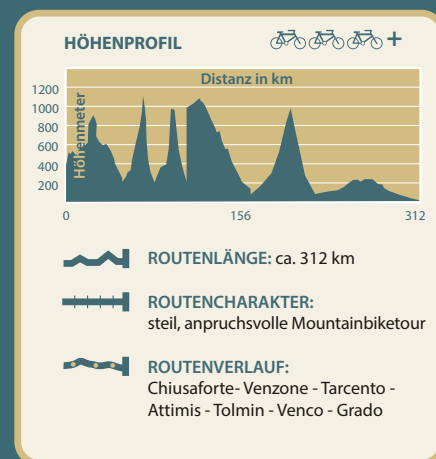 HÖHENPROFIL
+
Distanz in km
Höhenmeter
1200
1000
800
600
400
200
0 156 312
ROUTENLÄNGE: ca. 312 km
ROUTENCHARAKTER:
steil, anpruchsvolle Mountainbiketour
ROUTENVERLAUF:
Chiusaforte- Venzone - Tarcento -
Attimis - Tolmin - Venco - Grado